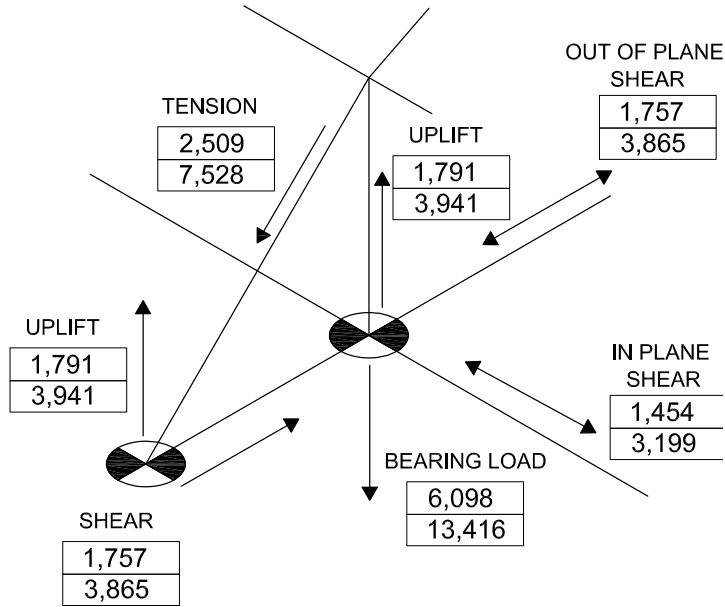 OUT OF PLANE
SHEAR
1,757
3,865
TENSION
2,509
7,528
UPLIFT
1,791
3,941
UPLIFT
1,791
3,941
IN PLANE
SHEAR
1,454
3,199
BEARING LOAD
6,098
13,416
SHEAR
1,757
3,865